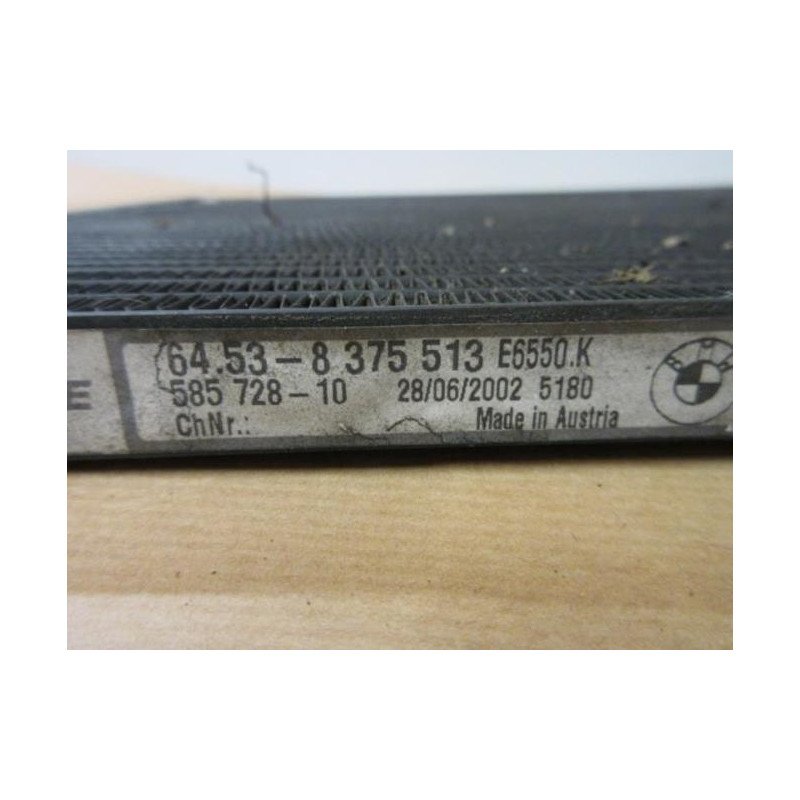 E
64.53-8 375 513 E6550.K
585 728-10 28/06/2002 5180
ChNr.: Made in Austria